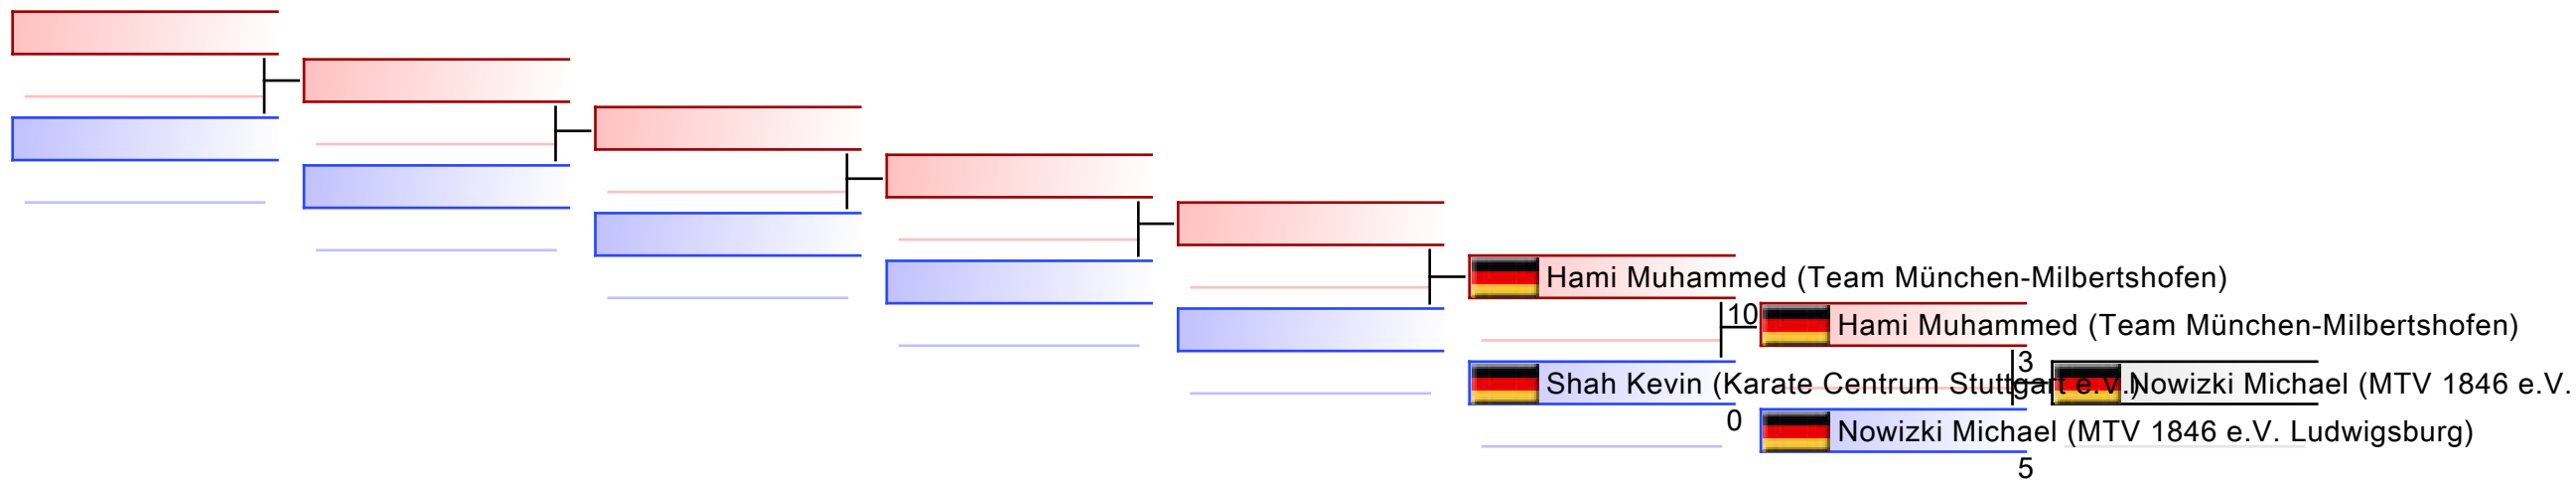 Hami Muhammed (Team München-Milbertshofen)
10
Hami Muhammed (Team München-Milbertshofen)
3
Shah Kevin (Karate Centrum Stuttgart e.V.)
Nowizki Michael (MTV 1846 e.V.
0
Nowizki Michael (MTV 1846 e.V. Ludwigsburg)
5